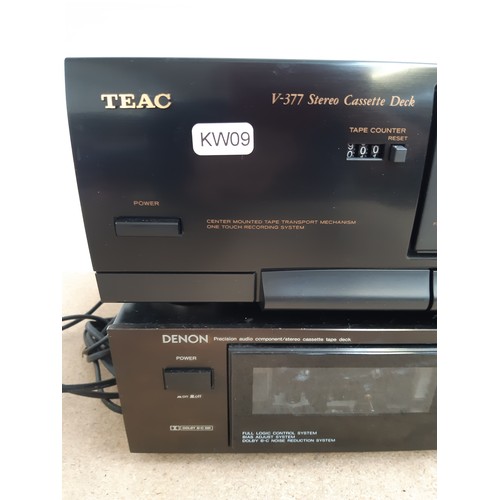 TEAC
V-377 Stereo Cassette Deck
KW09
TAPE COUNTER
RESET
POWER
CENTER MOUNTED TAPE TRANSPORT MECHANISM
ONE TOUCH RECORDING SYSTEM
DENON Precision audio component/stereo cassette tape deck
POWER
DOLBY B-C NR
FULL LOGIC CONTROL SYSTEM
BIAS ADJUST SYSTEM
DOLBY B-C NOISE REDUCTION SYSTEM